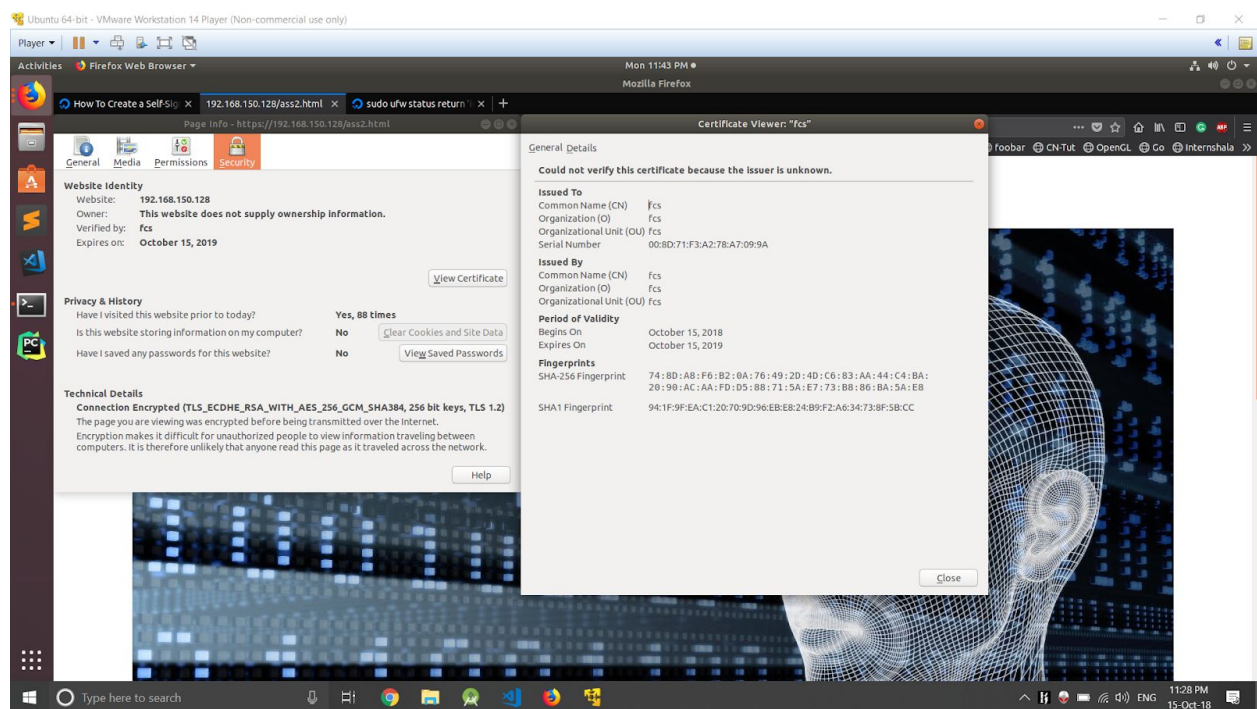 Ubuntu 64-bit - VMware Workstation 14 Player (Non-commercial use only)
Player
Activities Firefox Web Browser Mon 11:43 PM
Mozilla Firefox
How To Create a Self-Sig 192.168.150.128/ass2.html sudo ufw status return
foobar CN-Tut OpenGL Go Internshala
Page Info - https://192.168.150.128/ass2.html
General Media Permissions Security
Website Identity
Website: 192.168.150.128
Owner: This website does not supply ownership information.
Verified by: fcs
Expires on: October 15, 2019
View Certificate
Privacy & History
Have I visited this website prior to today? Yes, 88 times
Is this website storing information on my computer? No Clear Cookies and Site Data
Have I saved any passwords for this website? No View Saved Passwords
Technical Details
Connection Encrypted (TLS_ECDHE_RSA_WITH_AES_256_GCM_SHA384, 256 bit keys, TLS 1.2)
The page you are viewing was encrypted before being transmitted over the Internet.
Encryption makes it difficult for unauthorized people to view information traveling between
computers. It is therefore unlikely that anyone read this page as it traveled across the network.
Help
Certificate Viewer: "fcs"
General Details
Could not verify this certificate because the issuer is unknown.
Issued To
Common Name (CN) fcs
Organization (O) fcs
Organizational Unit (OU) fcs
Serial Number 00:8D:71:F3:A2:78:A7:09:9A
Issued By
Common Name (CN) fcs
Organization (O) fcs
Organizational Unit (OU) fcs
Period of Validity
Begins On October 15, 2018
Expires On October 15, 2019
Fingerprints
SHA-256 Fingerprint 74:8D:A8:F6:B2:0A:76:49:2D:4D:C6:83:AA:44:C4:BA:
20:90:AC:AA:FD:D5:88:71:5A:E7:73:B8:86:BA:5A:E8
SHA1 Fingerprint 94:1F:9F:EA:C1:20:70:9D:96:EB:E8:24:B9:F2:A6:34:73:8F:5B:CC
Close
Type here to search
ENG 11:28 PM
15-Oct-18